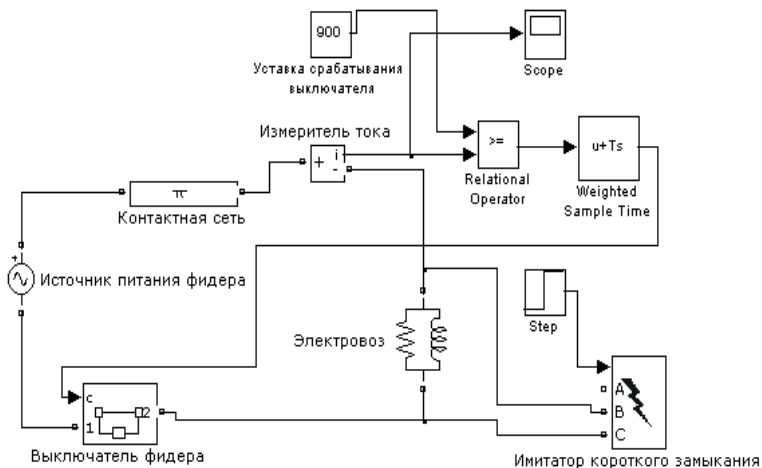 900
Уставка срабатывания
выключателя
Scope
Измеритель тока
+
i
-
>=
Relational
Operator
u+Ts
Weighted
Sample Time
π
Контактная сеть
+
Источник питания фидера
Step
Электровоз
A
B
C
c
1
2
Выключатель фидера
Имитатор короткого замыкания